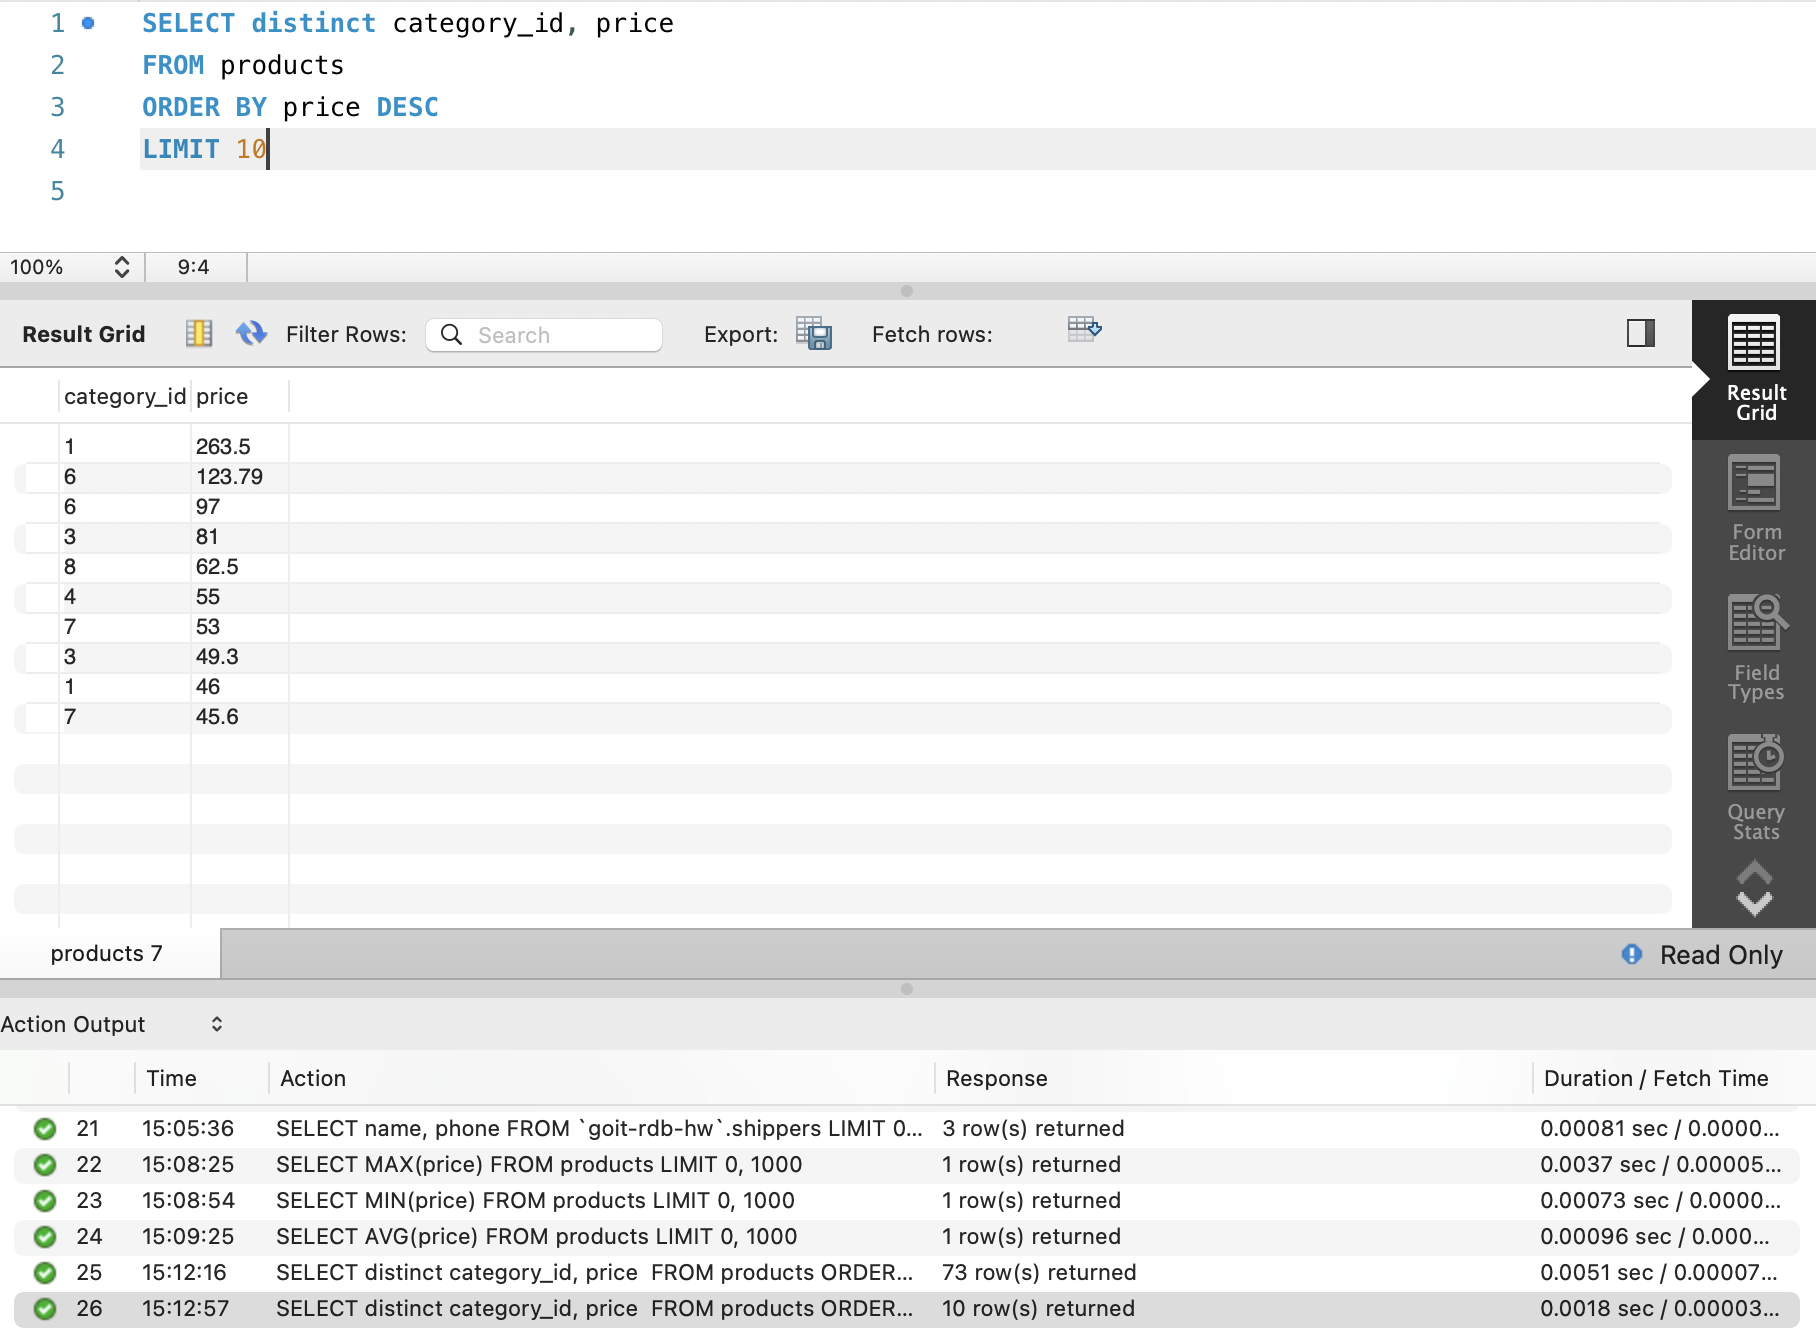 1 SELECT distinct category_id, price
2 FROM products
3 ORDER BY price DESC
4 LIMIT 10
5
100% 9:4
Result Grid Filter Rows: Search Export: Fetch rows:
category_id price
1 263.5
6 123.79
6 97
3 81
8 62.5
4 55
7 53
3 49.3
1 46
7 45.6
Result Grid
Form Editor
Field Types
Query Stats
products 7 Read Only
Action Output
Time Action Response Duration / Fetch Time
21 15:05:36 SELECT name, phone FROM `goit-rdb-hw`.shippers LIMIT 0... 3 row(s) returned 0.00081 sec / 0.0000...
22 15:08:25 SELECT MAX(price) FROM products LIMIT 0, 1000 1 row(s) returned 0.0037 sec / 0.00005...
23 15:08:54 SELECT MIN(price) FROM products LIMIT 0, 1000 1 row(s) returned 0.00073 sec / 0.0000...
24 15:09:25 SELECT AVG(price) FROM products LIMIT 0, 1000 1 row(s) returned 0.00096 sec / 0.000...
25 15:12:16 SELECT distinct category_id, price  FROM products ORDER... 73 row(s) returned 0.0051 sec / 0.00007...
26 15:12:57 SELECT distinct category_id, price  FROM products ORDER... 10 row(s) returned 0.0018 sec / 0.00003...